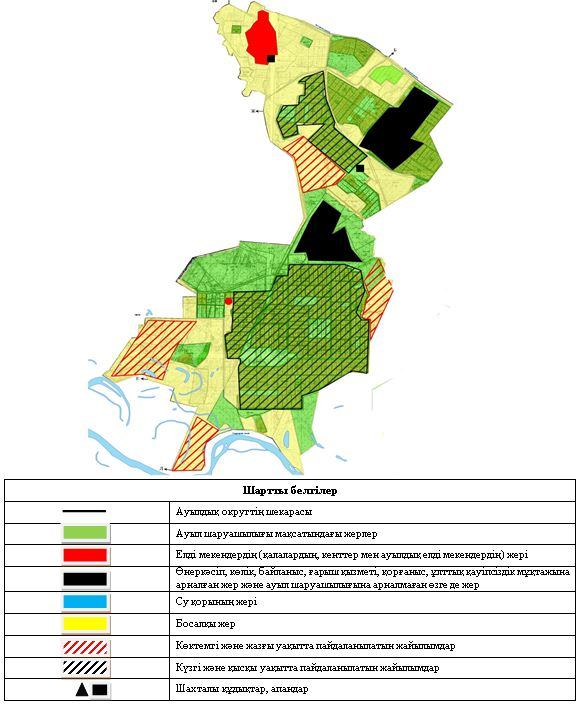 Шартты белгілер
Ауылдық округтің шекарасы
Ауыл шаруашылығы мақсатындағы жерлер
Елді мекендердің (қалалардың, кенттер мен ауылдық елді мекендердің) жері
Өнеркәсіп, көлік, байланыс, ғарыш қызметі, қорғаныс, ұлттық қауіпсіздік мұқтажына
арналған жер және ауыл шаруашылығына арналмаған өзге де жер
Су қорының жері
Босалқы жер
Көктемгі және жазғы уақытта пайдаланылатын жайылымдар
Күзгі және қысқы уақытта пайдаланылатын жайылымдар
Шахталы құдықтар, апандар